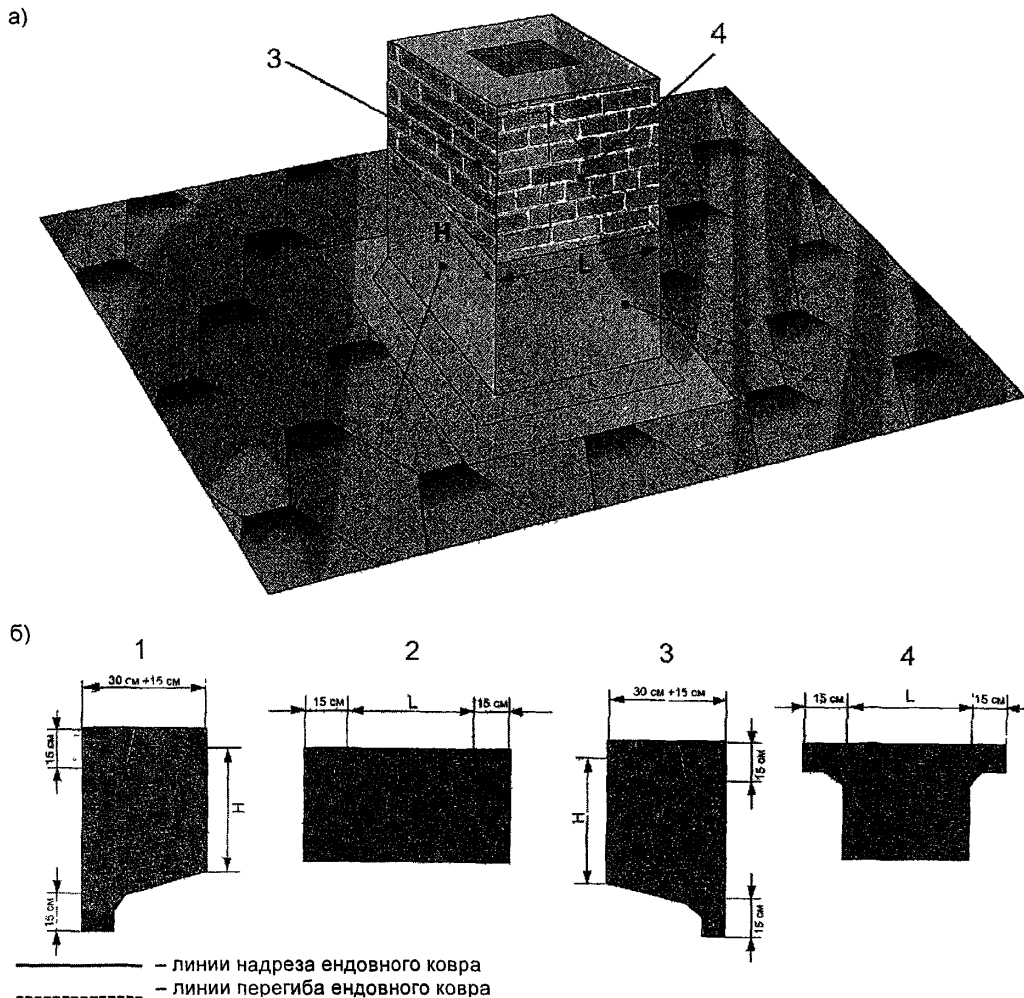 а)
3
4
H
L
б)
1
2
3
4
30 см +15 см
15 см
L
15 см
30 см +15 см
15 см
L
15 см
15 см
H
H
15 см
15 см
15 см
– линии надреза ендовного ковра
– линии перегиба ендовного ковра